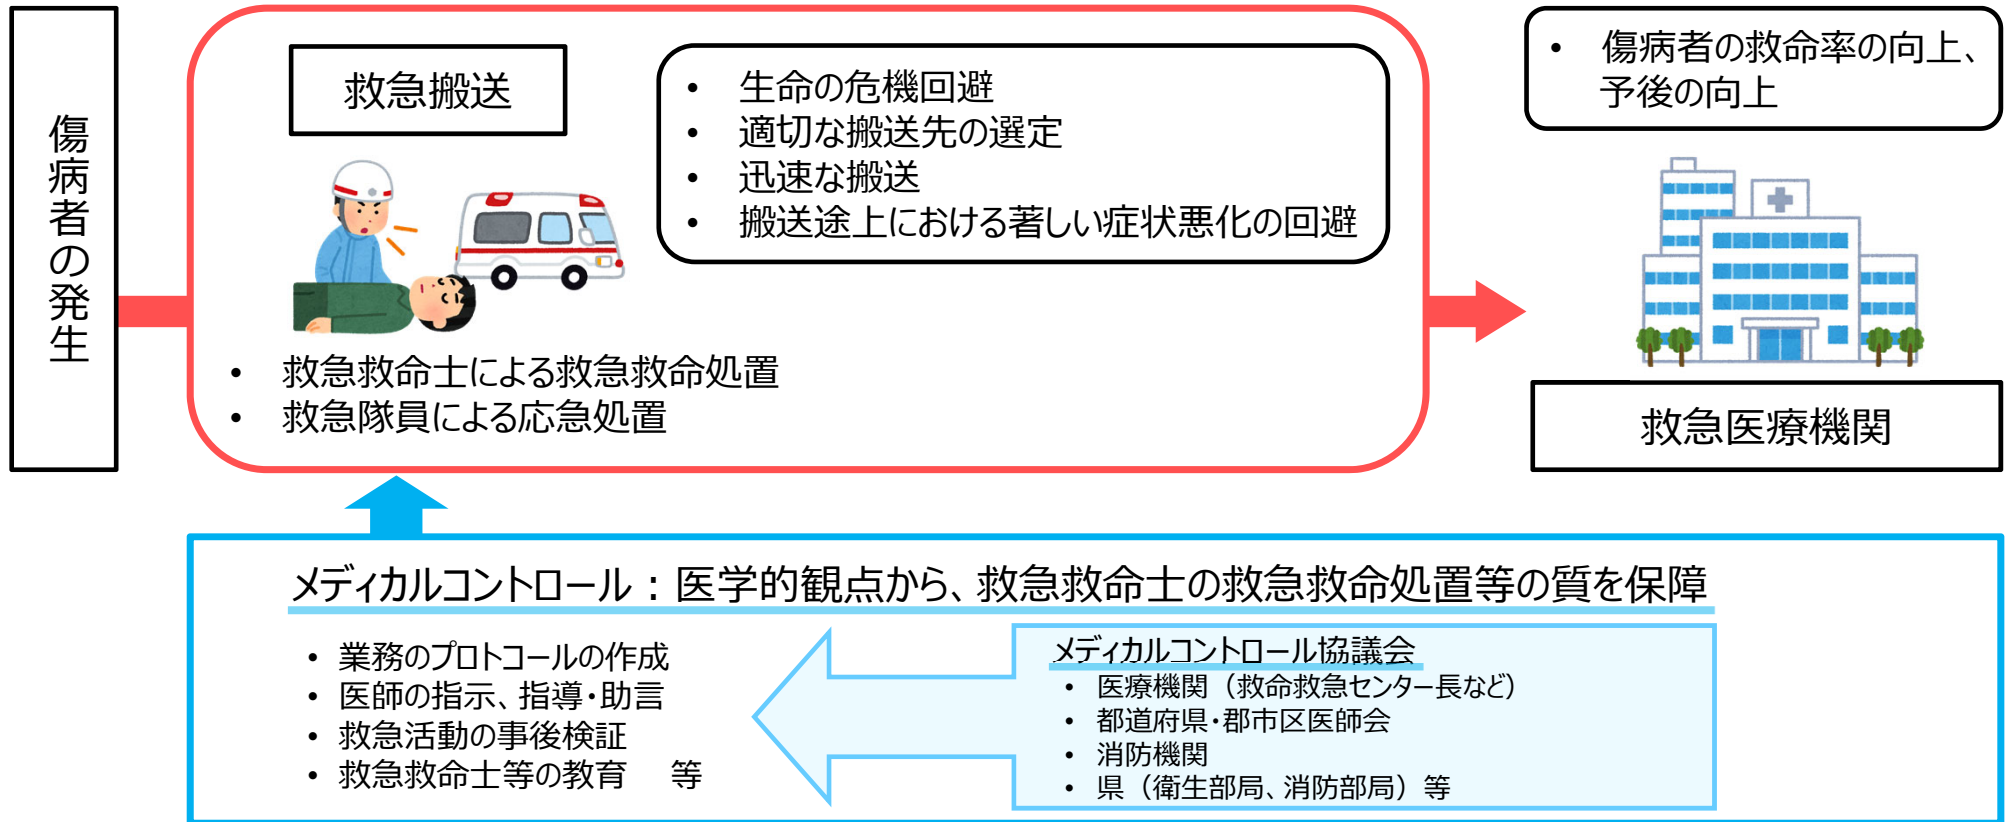 傷病者の発生
救急搬送
• 生命の危機回避
• 適切な搬送先の選定
• 迅速な搬送
• 搬送途上における著しい症状悪化の回避
• 救急救命士による救急救命処置
• 救急隊員による応急処置
• 傷病者の救命率の向上、
予後の向上
救急医療機関
メディカルコントロール：医学的観点から、救急救命士の救急救命処置等の質を保障
• 業務のプロトコールの作成
• 医師の指示、指導・助言
• 救急活動の事後検証
• 救急救命士等の教育　等
メディカルコントロール協議会
• 医療機関（救命救急センター長など）
• 都道府県・郡市区医師会
• 消防機関
• 県（衛生部局、消防部局）等